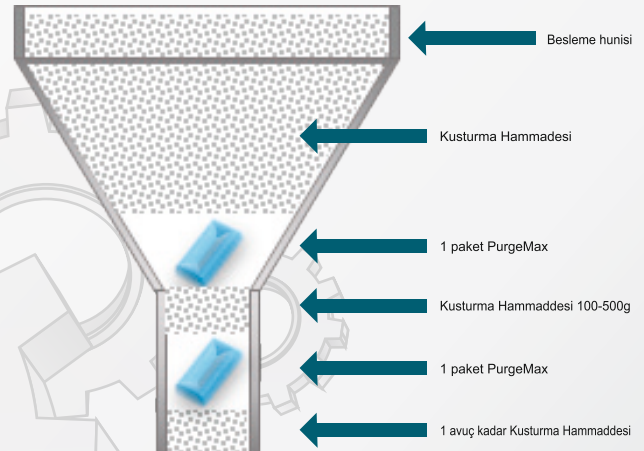 Besleme hunisi
Kusturma Hammadesi
1 paket PurgeMax
Kusturma Hammaddesi 100-500g
1 paket PurgeMax
1 avuç kadar Kusturma Hammaddesi